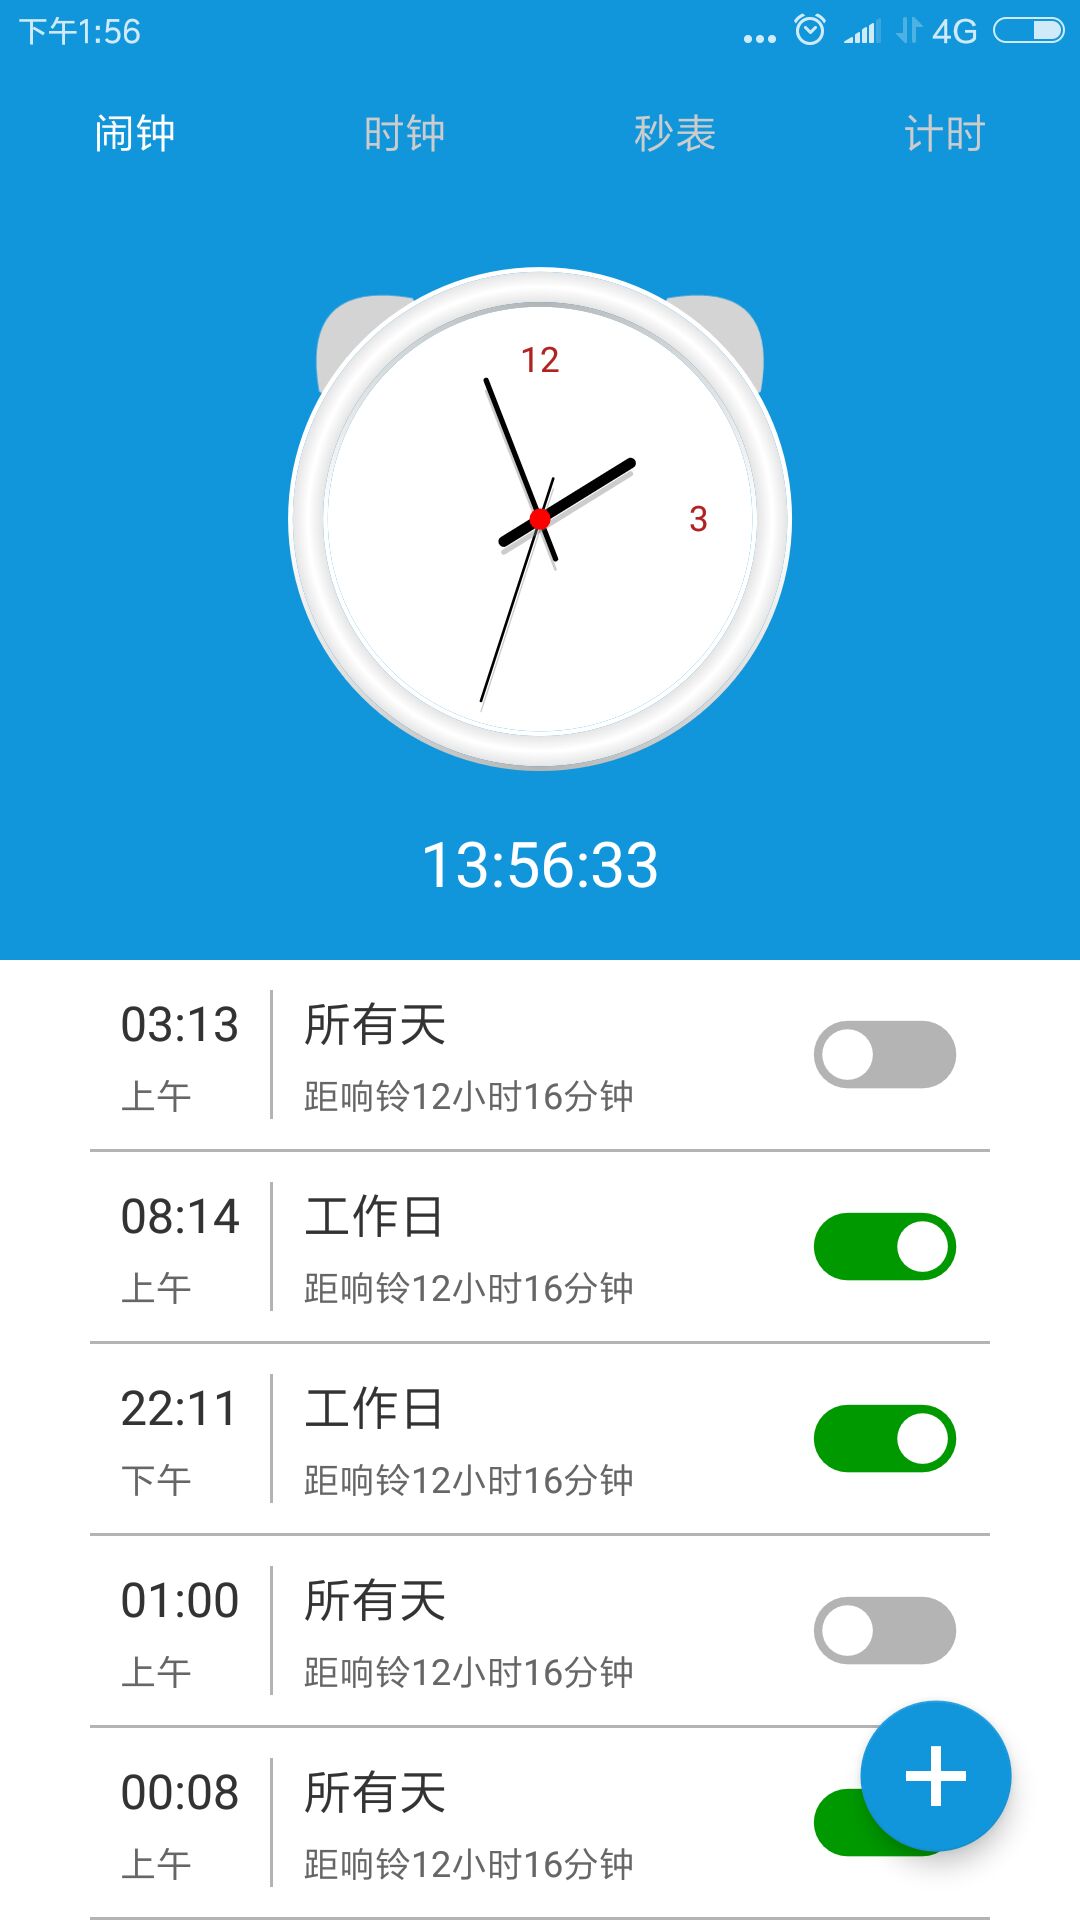 下午1:56 ... 4G
闹钟 时钟 秒表 计时
12
3
13:56:33
03:13 所有天
上午 距响铃12小时16分钟
08:14 工作日
上午 距响铃12小时16分钟
22:11 工作日
下午 距响铃12小时16分钟
01:00 所有天
上午 距响铃12小时16分钟
00:08 所有天
上午 距响铃12小时16分钟